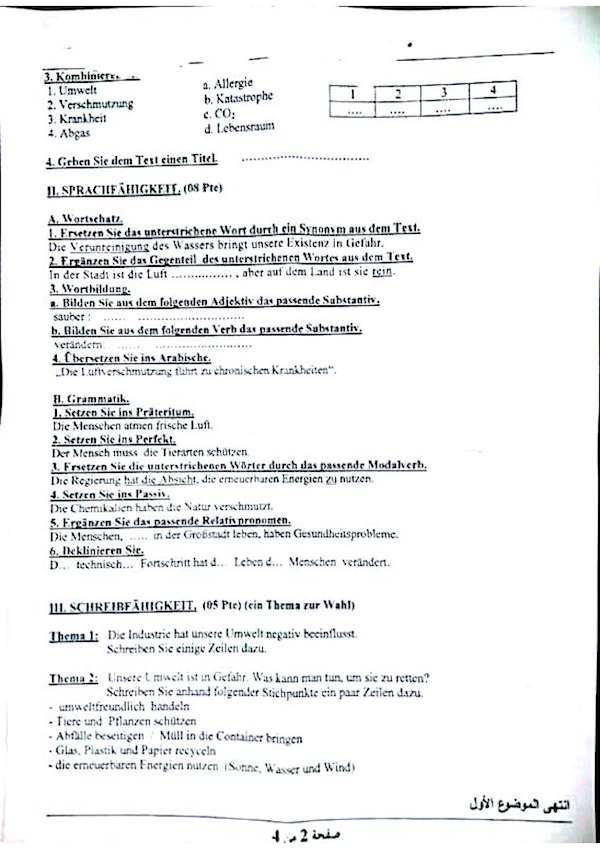 3. Kombiniere
1. Umwelt a. Allergie
2. Verschmutzung b. Katastrophe
3. Krankheit c. CO₂
4. Abgas d. Lebensraum
1 2 3 4
.... .... .... ....
4. Geben Sie dem Text einen Titel. ................................
II. SPRACHFÄHIGKEIT. (08 Pte)
A. Wortschatz.
1. Ersetzen Sie das unterstrichene Wort durch ein Synonym aus dem Text.
Die Verunreinigung des Wassers bringt unsere Existenz in Gefahr.
2. Ergänzen Sie das Gegenteil des unterstrichenen Wortes aus dem Text.
In der Stadt ist die Luft ................ , aber auf dem Land ist sie rein.
3. Wortbildung.
a. Bilden Sie aus dem folgenden Adjektiv das passende Substantiv.
sauber : ...... ............................
b. Bilden Sie aus dem folgenden Verb das passende Substantiv.
verändern: ...... ............................
4. Übersetzen Sie ins Arabische.
„Die Luftverschmutzung führt zu chronischen Krankheiten“.
B. Grammatik.
1. Setzen Sie ins Präteritum.
Die Menschen atmen frische Luft.
2. Setzen Sie ins Perfekt.
Der Mensch muss die Tierarten schützen.
3. Ersetzen Sie die unterstrichenen Wörter durch das passende Modalverb.
Die Regierung hat die Absicht, die erneuerbaren Energien zu nutzen.
4. Setzen Sie ins Passiv.
Die Chemikalien haben die Natur verschmutzt.
5. Ergänzen Sie das passende Relativpronomen.
Die Menschen, ..... in der Großstadt leben, haben Gesundheitsprobleme.
6. Deklinieren Sie.
D... technisch... Fortschritt hat d... Leben d... Menschen verändert.
III. SCHREIBFÄHIGKEIT. (05 Pte) (ein Thema zur Wahl)
Thema 1: Die Industrie hat unsere Umwelt negativ beeinflusst.
Schreiben Sie einige Zeilen dazu.
Thema 2: Unsere Umwelt ist in Gefahr. Was kann man tun, um sie zu retten?
Schreiben Sie anhand folgender Stichpunkte ein paar Zeilen dazu.
- umweltfreundlich handeln
- Tiere und Pflanzen schützen
- Abfälle beseitigen / Müll in die Container bringen
- Glas, Plastik und Papier recyceln
- die erneuerbaren Energien nutzen (Sonne, Wasser und Wind)
انتهى الموضوع الأول
صفحة 2 من 4